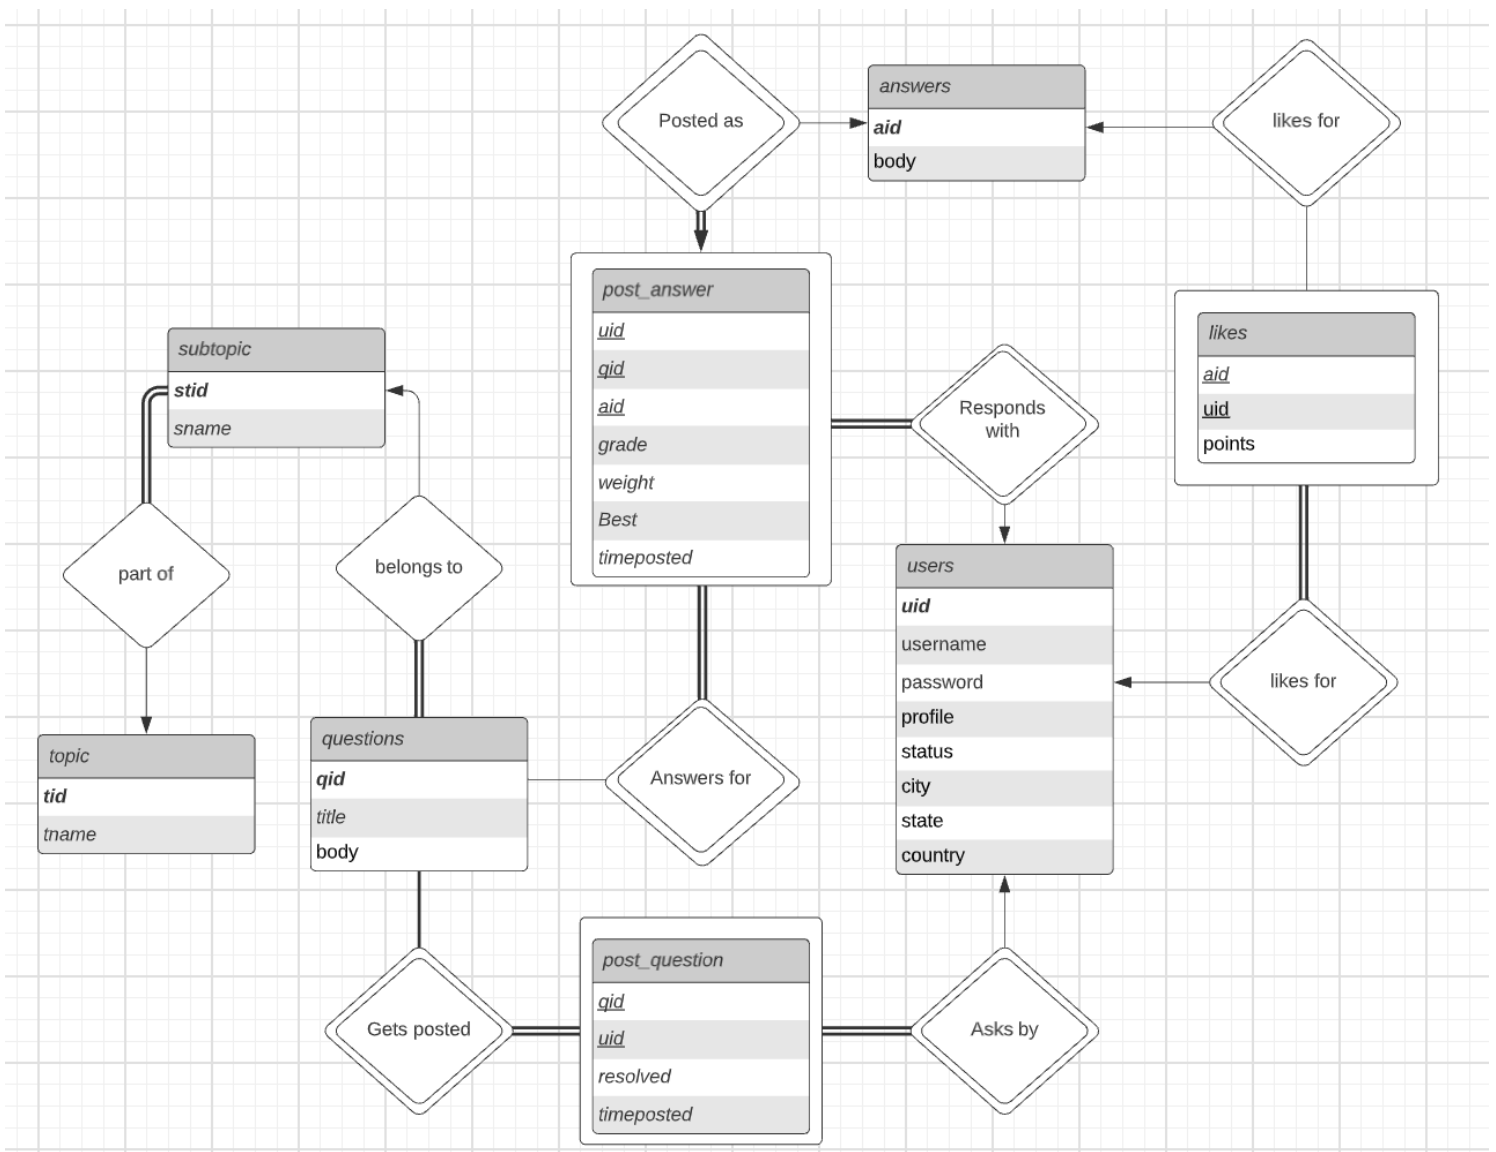 Posted as
answers
aid
body
likes for
post_answer
uid
qid
aid
grade
weight
Best
timeposted
likes
aid
uid
points
subtopic
stid
sname
Responds
with
part of
belongs to
users
uid
username
password
profile
status
city
state
country
likes for
topic
tid
tname
questions
qid
title
body
Answers for
Gets posted
post_question
qid
uid
resolved
timeposted
Asks by